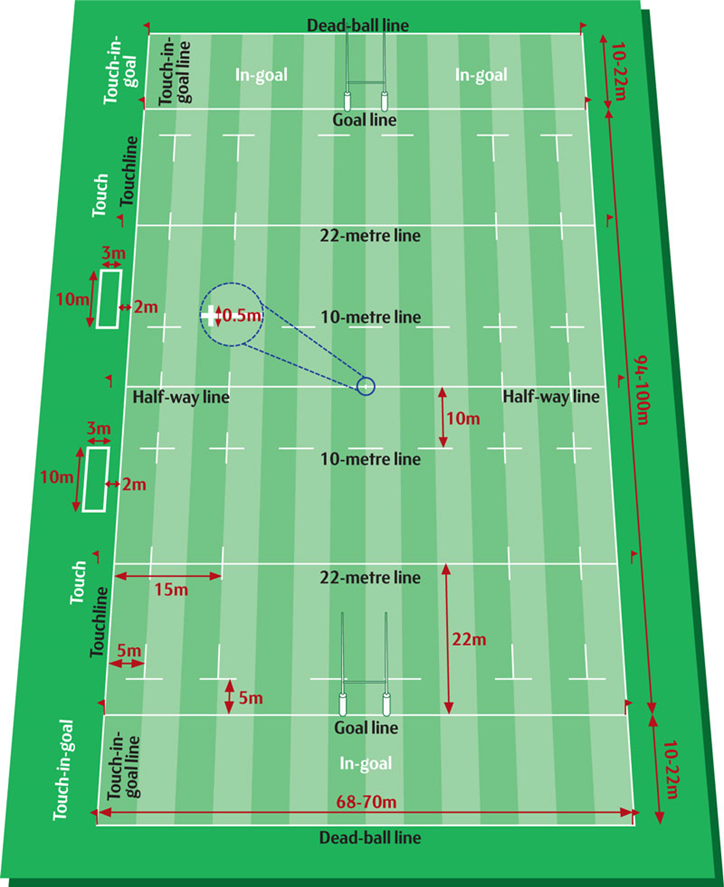 Dead-ball line
Touch-in-
goal
Touch-in-
goal line
In-goal
In-goal
10-22m
Goal line
Touchline
Touch
22-metre line
3m
10m
2m
0.5m
10-metre line
94-100m
Half-way line
Half-way line
10m
3m
10m
2m
10-metre line
Touch
22-metre line
15m
Touchline
22m
5m
5m
Goal line
Touch-in-goal
Touch-in-
goal line
In-goal
10-22m
68-70m
Dead-ball line